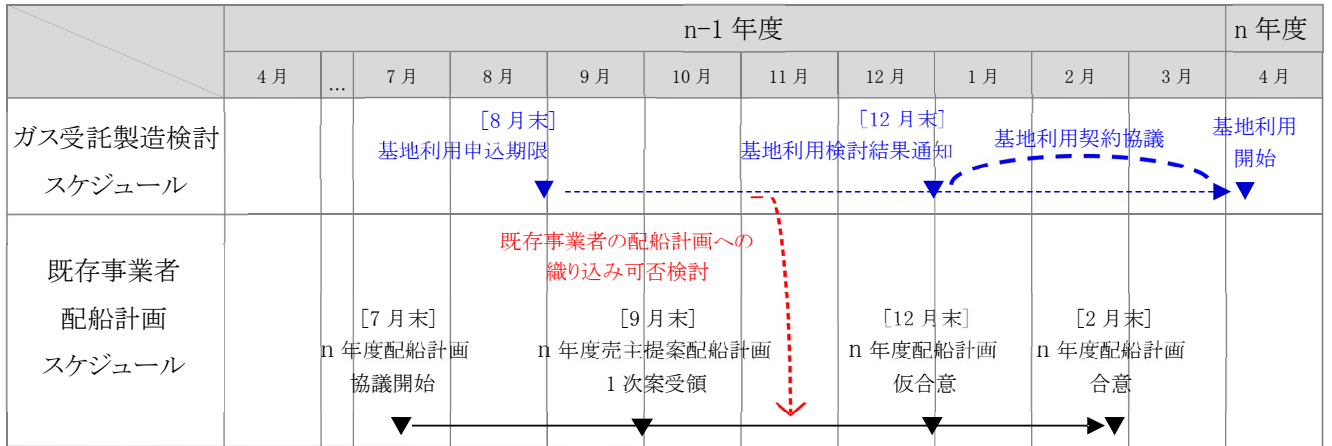 n-1 年度
n 年度
4 月
...
7 月
8 月
9 月
10 月
11 月
12 月
1 月
2 月
3 月
4 月
ガス受託製造検討
スケジュール
[8 月末]
基地利用申込期限
[12 月末]
基地利用検討結果通知
基地利用契約協議
基地利用
開始
既存事業者
配船計画
スケジュール
既存事業者の配船計画への
織り込み可否検討
[7 月末]
n 年度配船計画
協議開始
[9 月末]
n 年度売主提案配船計画
1 次案受領
[12 月末]
n 年度配船計画
仮合意
[2 月末]
n 年度配船計画
合意